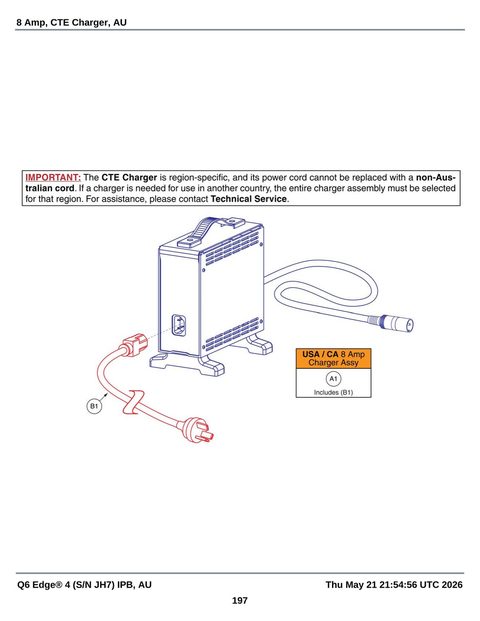 8 Amp, CTE Charger, AU
IMPORTANT: The CTE Charger is region-specific, and its power cord cannot be replaced with a non-Aus-
tralian cord. If a charger is needed for use in another country, the entire charger assembly must be selected
for that region. For assistance, please contact Technical Service.
USA / CA 8 Amp
Charger Assy
A1
Includes (B1)
B1
Q6 Edge® 4 (S/N JH7) IPB, AU
Thu May 21 21:54:56 UTC 2026
197